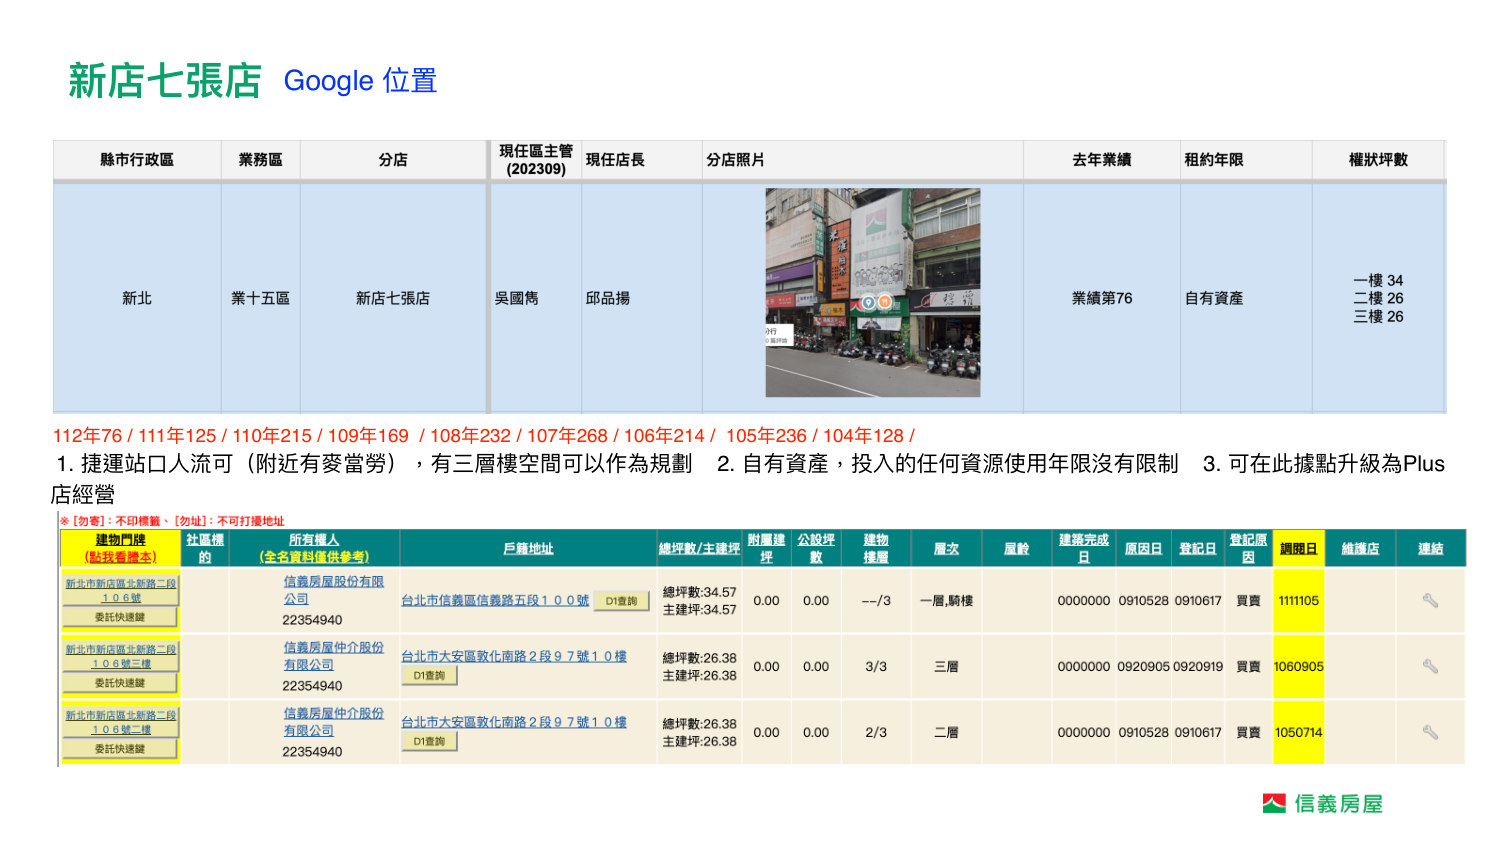 新店七張店 Google 位置
縣市行政區 業務區 分店 現任區主管 (202309) 現任店長 分店照片 去年業績 租約年限 權狀坪數
新北 業十五區 新店七張店 吳國雋 邱品揚 業績第76 自有資產 一樓 34
二樓 26
三樓 26
112年76 / 111年125 / 110年215 / 109年169 / 108年232 / 107年268 / 106年214 / 105年236 / 104年128 /
1. 捷運站口人流可（附近有麥當勞），有三層樓空間可以作為規劃 2. 自有資產，投入的任何資源使用年限沒有限制 3. 可在此據點升級為Plus
店經營
※ [勿寄]：不印標籤、[勿址]：不可打擾地址
建物門牌 (點我看謄本) 社區標的 所有權人 (全名資料僅供參考) 戶籍地址 總坪數/主建坪 附屬建坪 公設坪數 建物樓層 層次 屋齡 建築完成日 原因日 登記日 登記原因 調閱日 維護店 連結
新北市新店區北新路二段１０６號 委託快速鍵 信義房屋股份有限公司 22354940 台北市信義區信義路五段１００號 D1查詢 總坪數:34.57 主建坪:34.57 0.00 0.00 --/3 一層,騎樓 0000000 0910528 0910617 買賣 1111105
新北市新店區北新路二段１０６號三樓 委託快速鍵 信義房屋仲介股份有限公司 22354940 台北市大安區敦化南路２段９７號１０樓 D1查詢 總坪數:26.38 主建坪:26.38 0.00 0.00 3/3 三層 0000000 0920905 0920919 買賣 1060905
新北市新店區北新路二段１０６號二樓 委託快速鍵 信義房屋仲介股份有限公司 22354940 台北市大安區敦化南路２段９７號１０樓 D1查詢 總坪數:26.38 主建坪:26.38 0.00 0.00 2/3 二層 0000000 0910528 0910617 買賣 1050714
信義房屋